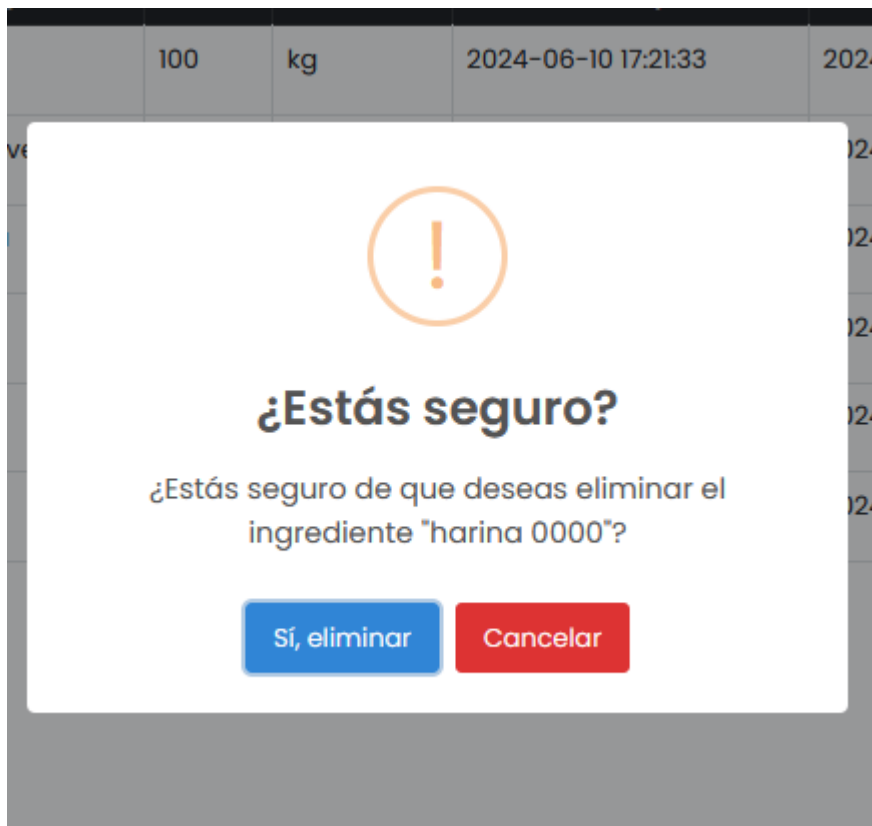 100 kg 2024-06-10 17:21:33
!
¿Estás seguro?
¿Estás seguro de que deseas eliminar el
ingrediente "harina 0000"?
Sí, eliminar Cancelar